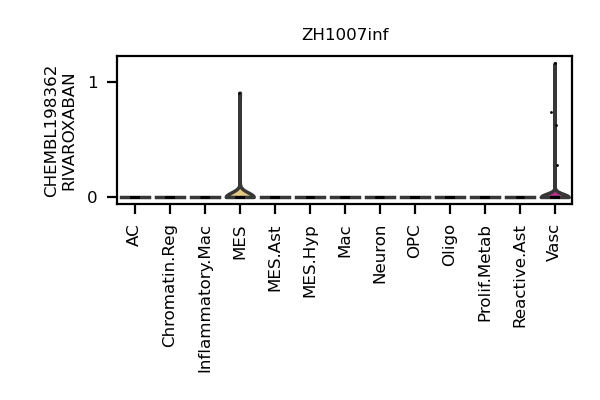 ZH1007inf
CHEMBL198362
RIVAROXABAN
1
0
AC
Chromatin.Reg
Inflammatory.Mac
MES
MES.Ast
MES.Hyp
Mac
Neuron
OPC
Oligo
Prolif.Metab
Reactive.Ast
Vasc